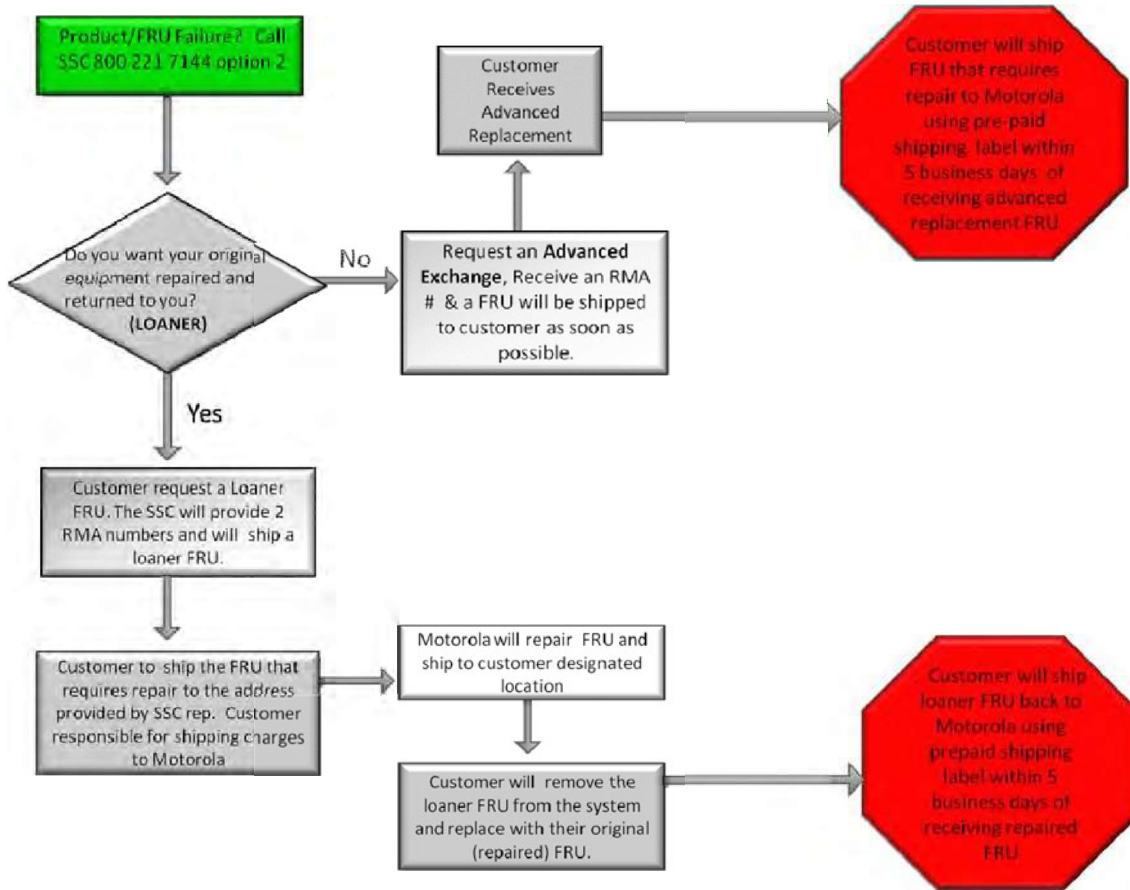 Product/FRU Failure? Call
SSC 800 221 7144 option 2
Do you want your original
equipment repaired and
returned to you?
(LOANER)
No
Request an Advanced
Exchange, Receive an RMA
# & a FRU will be shipped
to customer as soon as
possible.
Customer
Receives
Advanced
Replacement
Customer will ship
FRU that requires
repair to Motorola
using pre-paid
shipping label within
5 business days of
receiving advanced
replacement FRU
Yes
Customer request a Loaner
FRU. The SSC will provide 2
RMA numbers and will ship a
loaner FRU.
Customer to ship the FRU that
requires repair to the address
provided by SSC rep. Customer
responsible for shipping charges
to Motorola
Motorola will repair FRU and
ship to customer designated
location
Customer will remove the
loaner FRU from the system
and replace with their original
(repaired) FRU.
Customer will ship
loaner FRU back to
Motorola using
prepaid shipping
label within 5
business days of
receiving repaired
FRU